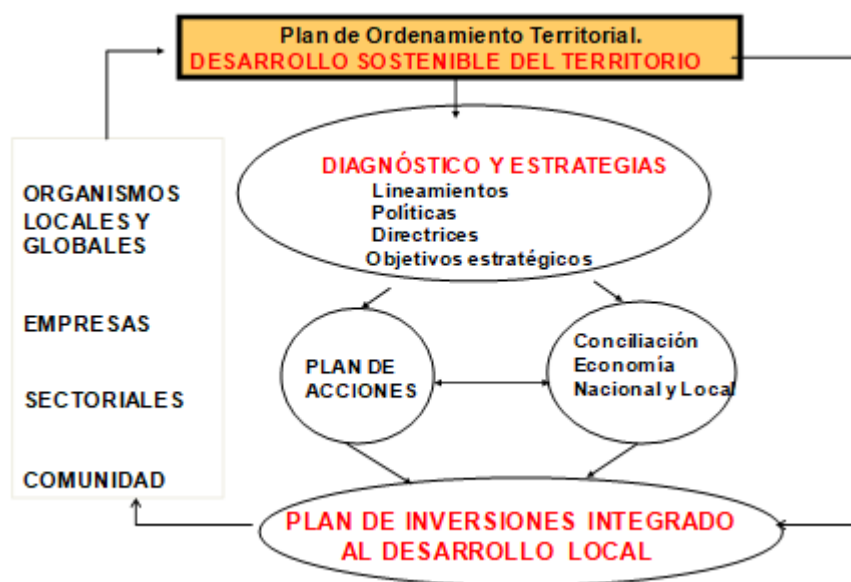 Plan de Ordenamiento Territorial.
DESARROLLO SOSTENIBLE DEL TERRITORIO
DIAGNÓSTICO Y ESTRATEGIAS
Lineamientos
Políticas
Directrices
Objetivos estratégicos
ORGANISMOS
LOCALES Y
GLOBALES
EMPRESAS
SECTORIALES
COMUNIDAD
PLAN DE
ACCIONES
Conciliación
Economía
Nacional y Local
PLAN DE INVERSIONES INTEGRADO
AL DESARROLLO LOCAL